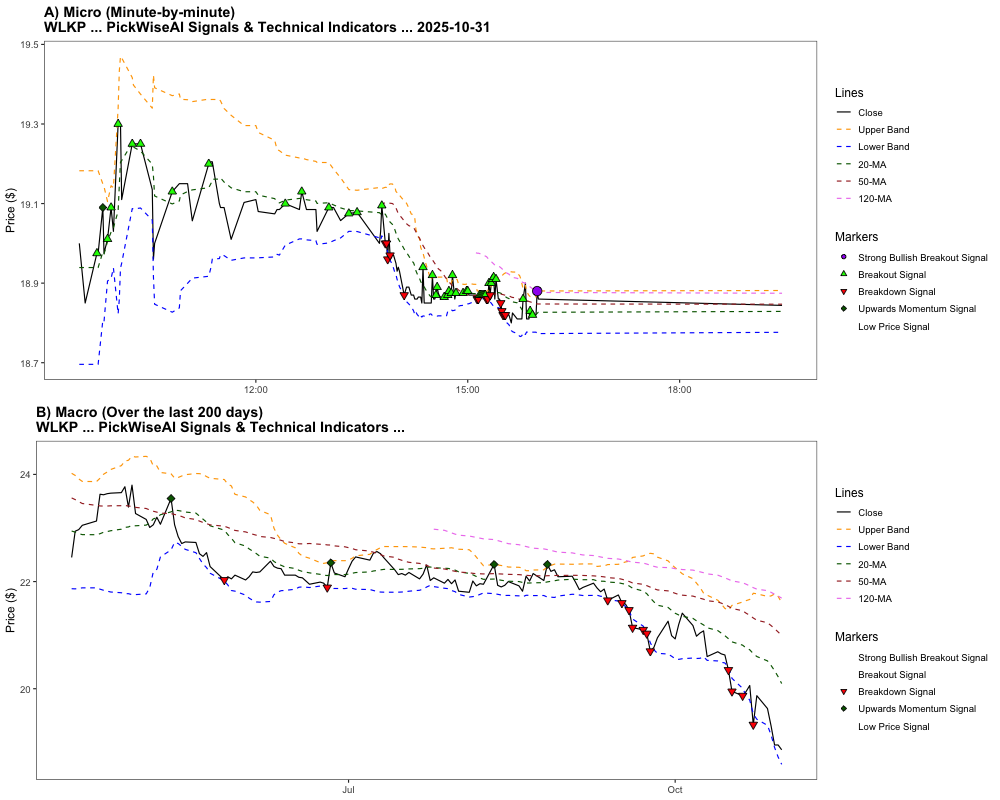 A) Micro (Minute-by-minute)
WLKP ... PickWiseAI Signals & Technical Indicators ... 2025-10-31
19.5
19.3
19.1
18.9
18.7
Price ($)
12:00
15:00
18:00
Lines
Close
Upper Band
Lower Band
20-MA
50-MA
120-MA
Markers
Strong Bullish Breakout Signal
Breakout Signal
Breakdown Signal
Upwards Momentum Signal
Low Price Signal
B) Macro (Over the last 200 days)
WLKP ... PickWiseAI Signals & Technical Indicators ...
24
22
20
Price ($)
Jul
Oct
Lines
Close
Upper Band
Lower Band
20-MA
50-MA
120-MA
Markers
Strong Bullish Breakout Signal
Breakout Signal
Breakdown Signal
Upwards Momentum Signal
Low Price Signal